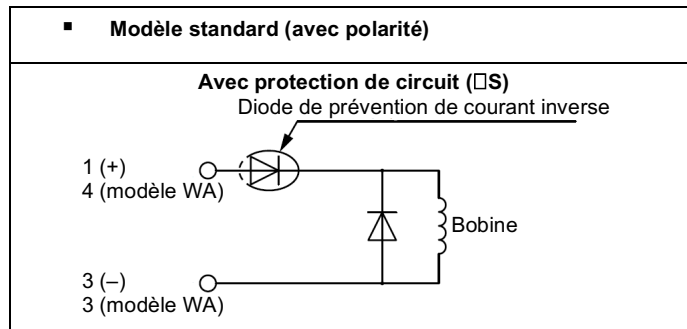 ▪ Modèle standard (avec polarité)
Avec protection de circuit (□S)
Diode de prévention de courant inverse
1 (+)
4 (modèle WA)
Bobine
3 (–)
3 (modèle WA)